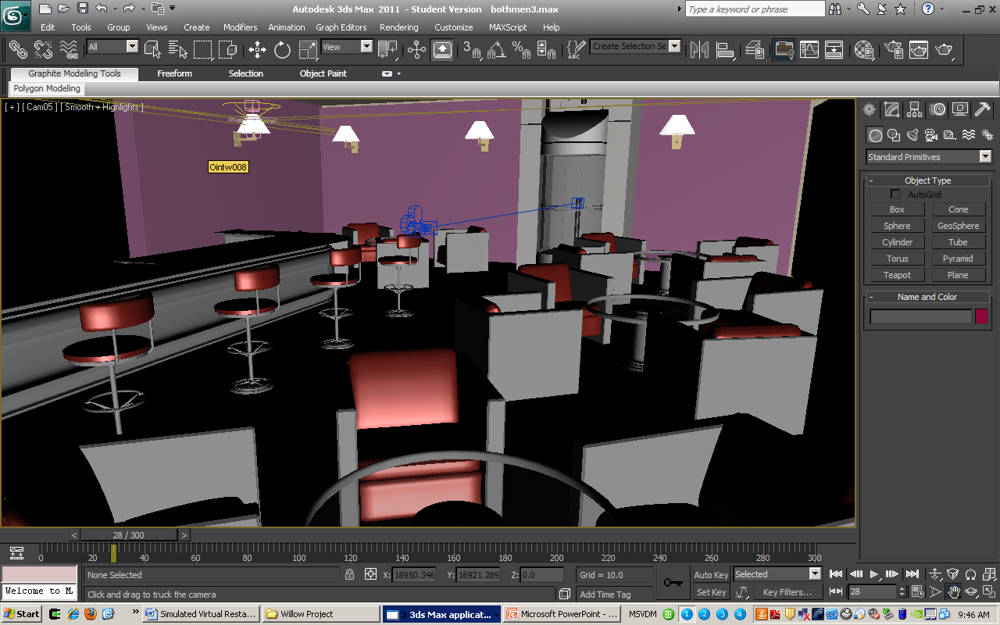 Autodesk 3ds Max 2011 - Student Version bothmen3.max
Type a keyword or phrase
Edit Tools Group Views Create Modifiers Animation Graph Editors Rendering Customize MAXScript Help
All View 3 ABC Create Selection Se
Graphite Modeling Tools Freeform Selection Object Paint
Polygon Modeling
[ + ] [ Cam05 ] [ Smooth + Highlights ]
Ointw008
Standard Primitives
- Object Type
AutoGrid
Box Cone
Sphere GeoSphere
Cylinder Tube
Torus Pyramid
Teapot Plane
- Name and Color
< 28 / 300 >
0 20 40 60 80 100 120 140 160 180 200 220 240 260 280 300
None Selected X: 18950.346 Y: 16921.289 Z: 0.0 Grid = 10.0 Auto Key Selected
Welcome to M. Click and drag to truck the camera Add Time Tag Set Key Key Filters... 28
Start Simulated Virtual Resta... Willow Project 3ds Max applicat... Microsoft PowerPoint - ... MSVDM 1 2 3 4 9:46 AM